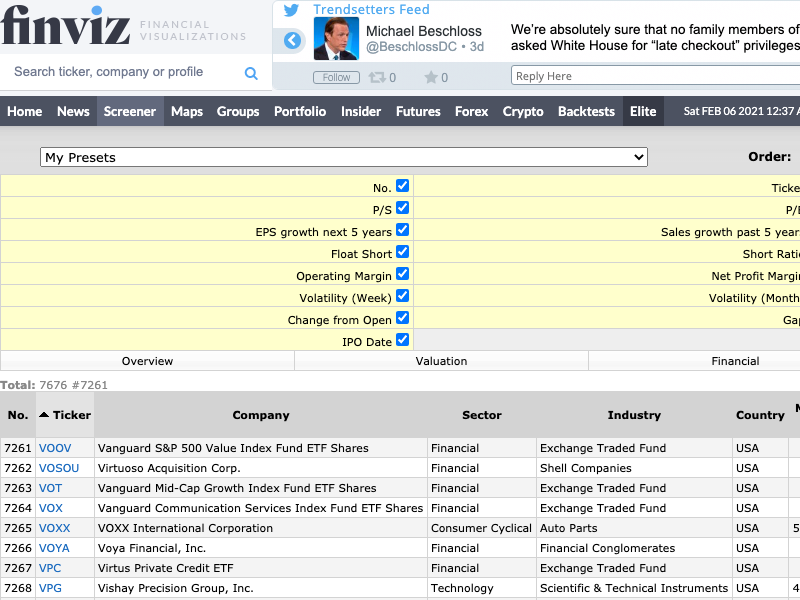 finviz FINANCIAL VISUALIZATIONS
Search ticker, company or profile
Trendsetters Feed
Michael Beschloss
@BeschlossDC • 3d
We're absolutely sure that no family members of
asked White House for “late checkout” privileges
Follow 0 0
Reply Here
Home News Screener Maps Groups Portfolio Insider Futures Forex Crypto Backtests Elite Sat FEB 06 2021 12:37 A
My Presets Order:
No. Ticke
P/S P/E
EPS growth next 5 years Sales growth past 5 year
Float Short Short Rati
Operating Margin Net Profit Margi
Volatility (Week) Volatility (Month
Change from Open Ga
IPO Date
Overview Valuation Financial
Total: 7676 #7261
No. Ticker Company Sector Industry Country
7261 VOOV Vanguard S&P 500 Value Index Fund ETF Shares Financial Exchange Traded Fund USA
7262 VOSOU Virtuoso Acquisition Corp. Financial Shell Companies USA
7263 VOT Vanguard Mid-Cap Growth Index Fund ETF Shares Financial Exchange Traded Fund USA
7264 VOX Vanguard Communication Services Index Fund ETF Shares Financial Exchange Traded Fund USA
7265 VOXX VOXX International Corporation Consumer Cyclical Auto Parts USA 5
7266 VOYA Voya Financial, Inc. Financial Financial Conglomerates USA
7267 VPC Virtus Private Credit ETF Financial Exchange Traded Fund USA
7268 VPG Vishay Precision Group, Inc. Technology Scientific & Technical Instruments USA 4